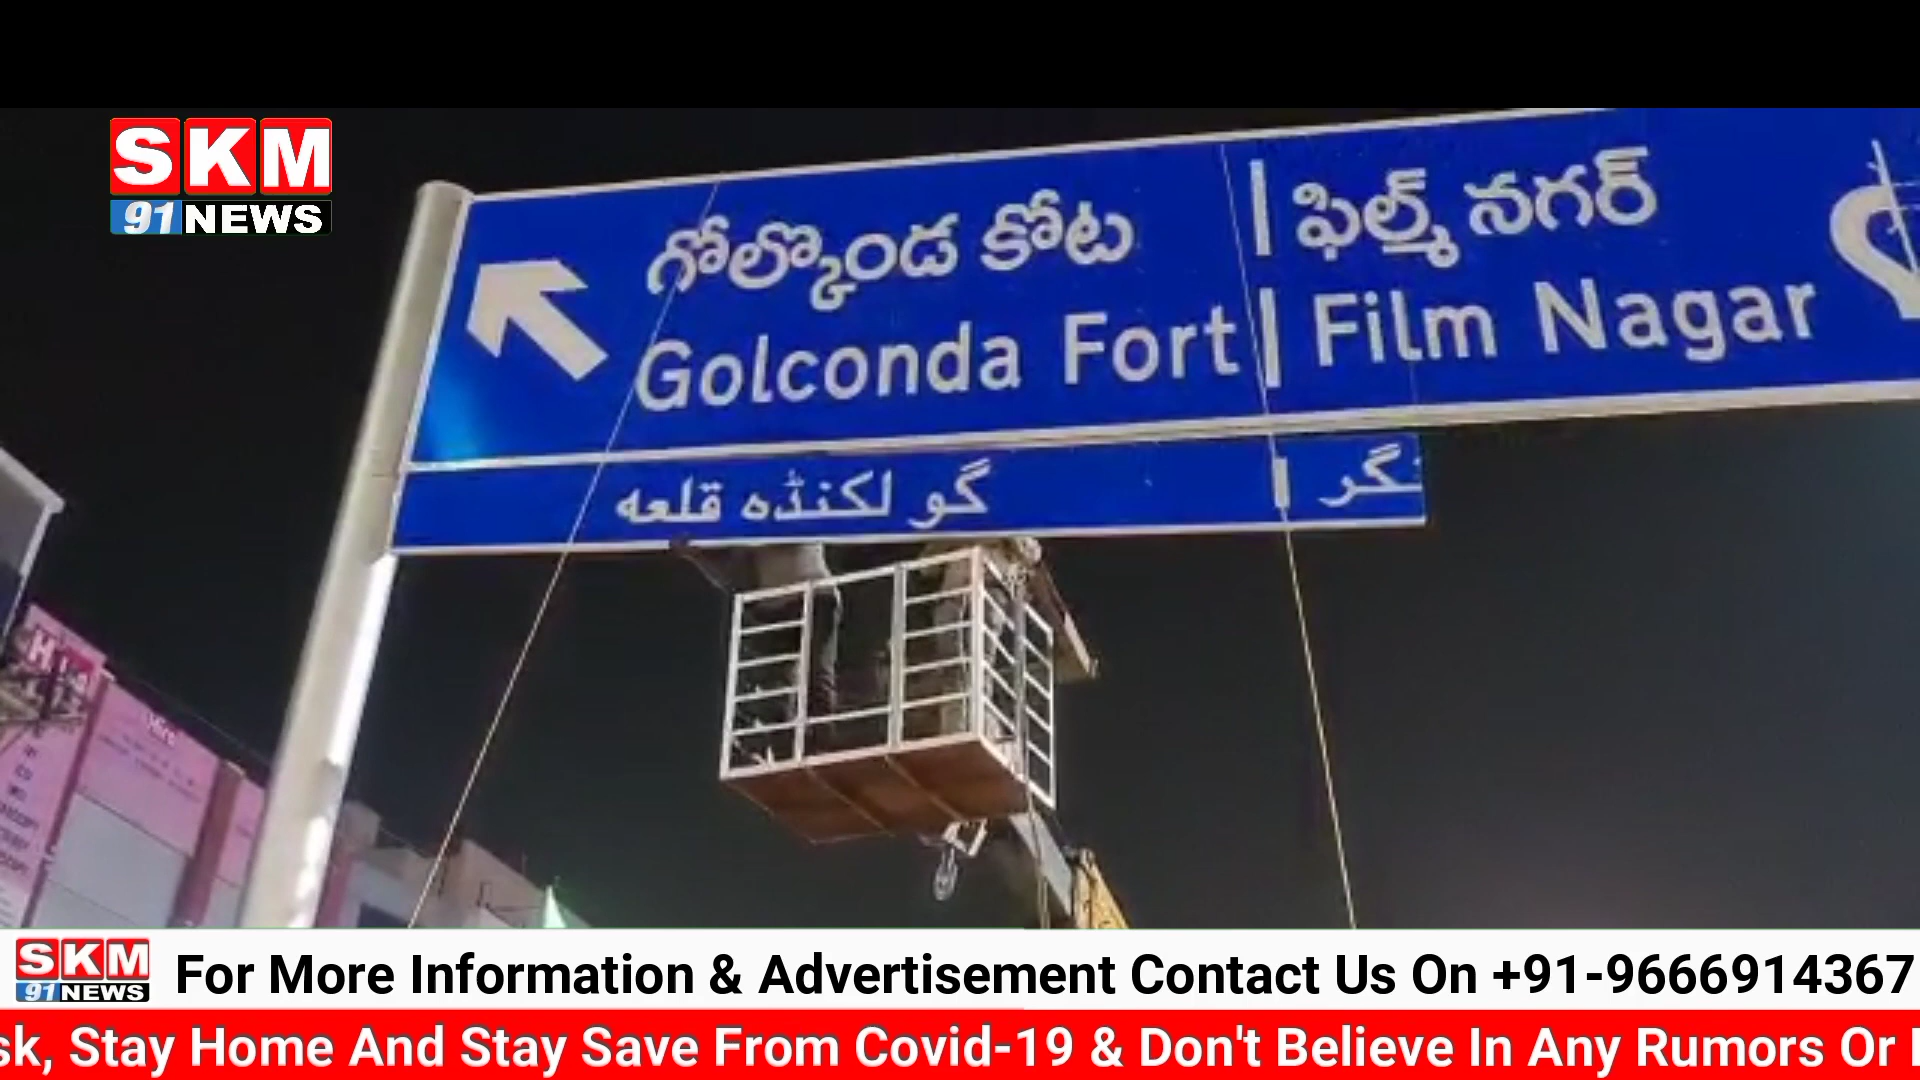 SKM
91 NEWS
గోల్కొండ కోట | ఫిల్మ్ నగర్
Golconda Fort | Film Nagar
گولکنڈہ قلعہ | نگر
SKM
91 NEWS
For More Information & Advertisement Contact Us On +91-9666914367
sk, Stay Home And Stay Save From Covid-19 & Don't Believe In Any Rumors Or